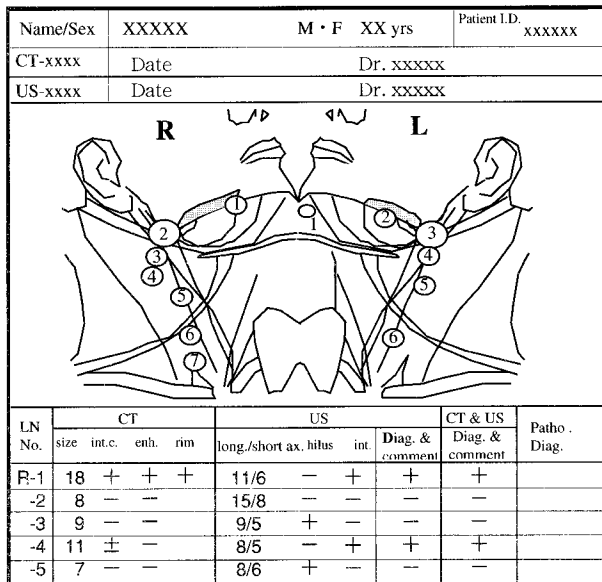 Name/Sex XXXXX M・F XX yrs Patient I.D. xxxxxx
CT-xxxx Date Dr. xxxxx
US-xxxx Date Dr. xxxxx
R L
1 2
1
2 3
3 4
4 5
5
6 6
7
LN No. CT US CT & US Patho. Diag.
size int.c. enh. rim long./short ax. hilus int. Diag. & comment Diag. & comment
R-1 18 + + + 11/6 − + + +
-2 8 − − 15/8 − − − −
-3 9 − − 9/5 + − − −
-4 11 ± − 8/5 − + + +
-5 7 − − 8/6 + − − −